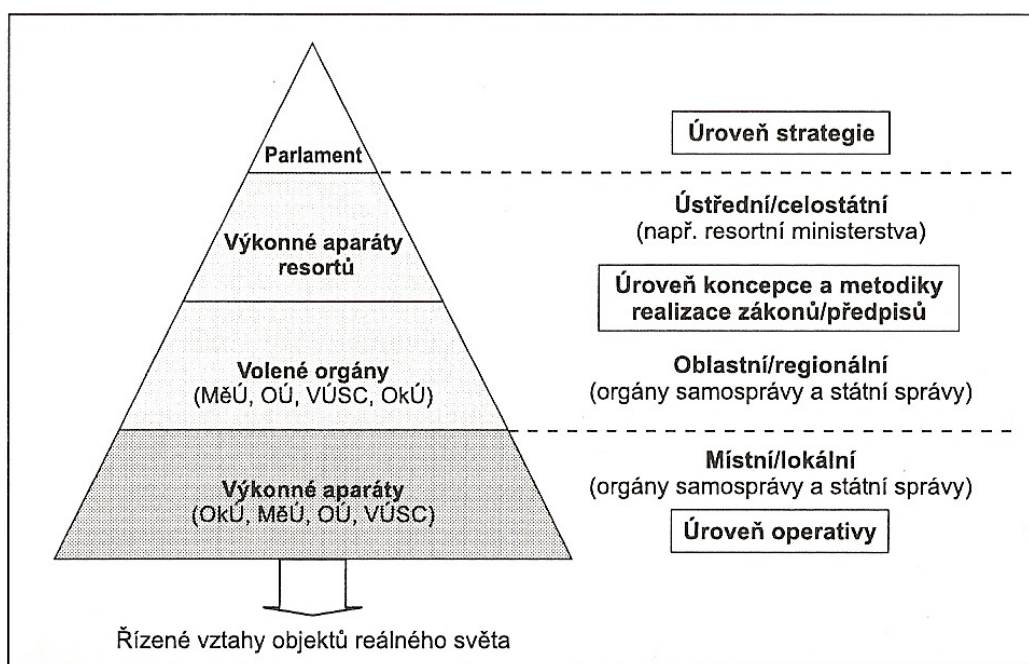 Parlament
Výkonné aparáty
resortů
Volené orgány
(MěÚ, OÚ, VÚSC, OkÚ)
Výkonné aparáty
(OkÚ, MěÚ, OÚ, VÚSC)
Řízené vztahy objektů reálného světa
Úroveň strategie
Ústřední/celostátní
(např. resortní ministerstva)
Úroveň koncepce a metodiky
realizace zákonů/předpisů
Oblastní/regionální
(orgány samosprávy a státní správy)
Místní/lokální
(orgány samosprávy a státní správy)
Úroveň operativy